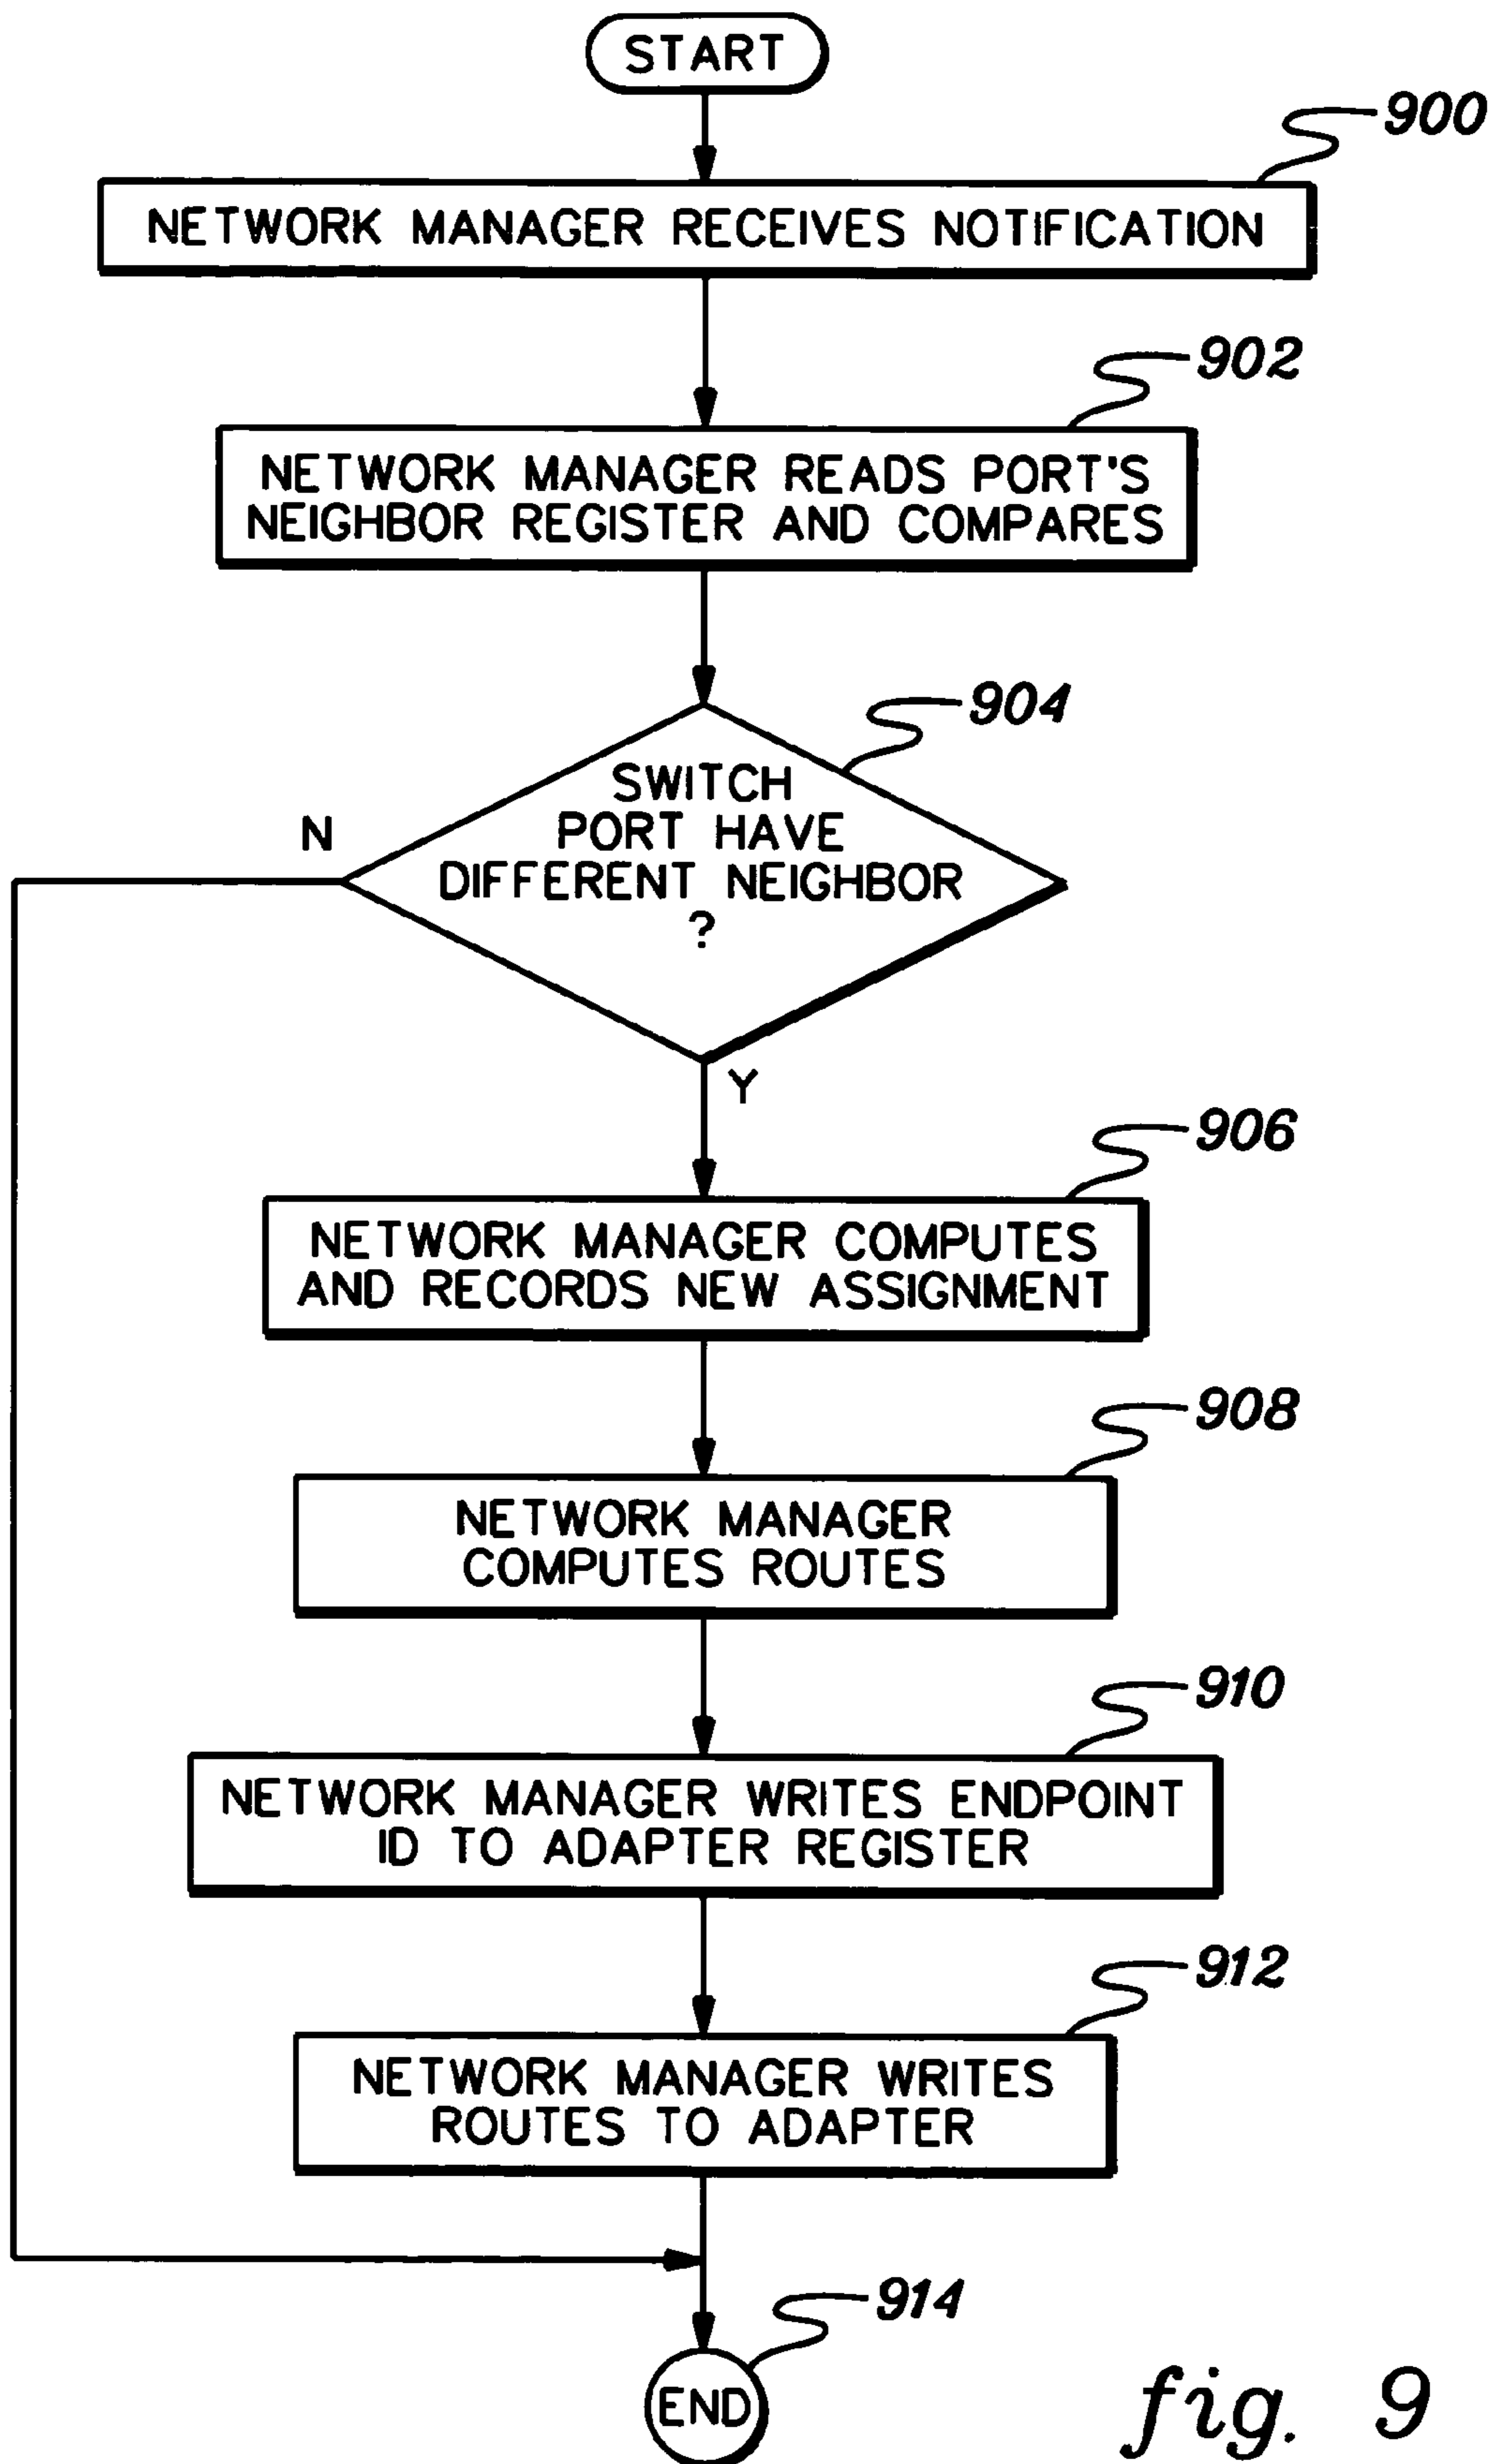 START
900
NETWORK MANAGER RECEIVES NOTIFICATION
902
NETWORK MANAGER READS PORT'S
NEIGHBOR REGISTER AND COMPARES
904
SWITCH
PORT HAVE
DIFFERENT NEIGHBOR
?
N
Y
906
NETWORK MANAGER COMPUTES
AND RECORDS NEW ASSIGNMENT
908
NETWORK MANAGER
COMPUTES ROUTES
910
NETWORK MANAGER WRITES ENDPOINT
ID TO ADAPTER REGISTER
912
NETWORK MANAGER WRITES
ROUTES TO ADAPTER
914
END
fig. 9